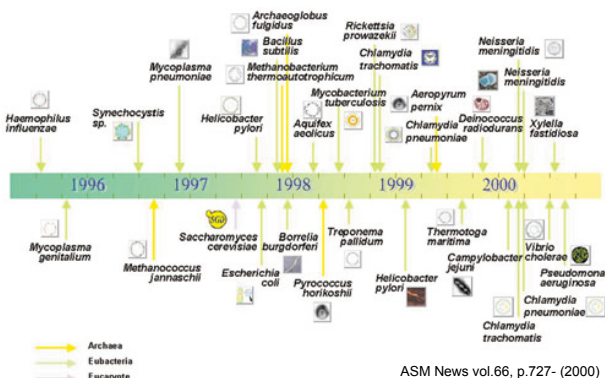 Archaeoglobus
fulgidus
Bacillus
subtilis
Methanobacterium
thermoautotrophicum
Rickettsia
prowazekii
Chlamydia
trachomatis
Neisseria
meningitidis
Neisseria
meningitidis
Mycoplasma
pneumoniae
Mycobacterium
tuberculosis
Aeropyrum
pernix
Haemophilus
influenzae
Synechocystis
sp.
Helicobacter
pylori
Aquifex
aeolicus
Chlamydia
pneumoniae
Deinococcus
radiodurans
Xylella
fastidiosa
1996 1997 1998 1999 2000
Mycoplasma
genitalium
Methanococcus
jannaschii
SGD
Saccharomyces
cerevisiae
Escherichia
coli
Borrelia
burgdorferi
Pyrococcus
horikoshii
Treponema
pallidum
Helicobacter
pylori
Thermotoga
maritima
Campylobacter
jejuni
Vibrio
cholerae
Pseudomona
aeruginosa
Chlamydia
pneumoniae
Chlamydia
trachomatis
Archaea
Eubacteria
Eucaryote
ASM News vol.66, p.727- (2000)